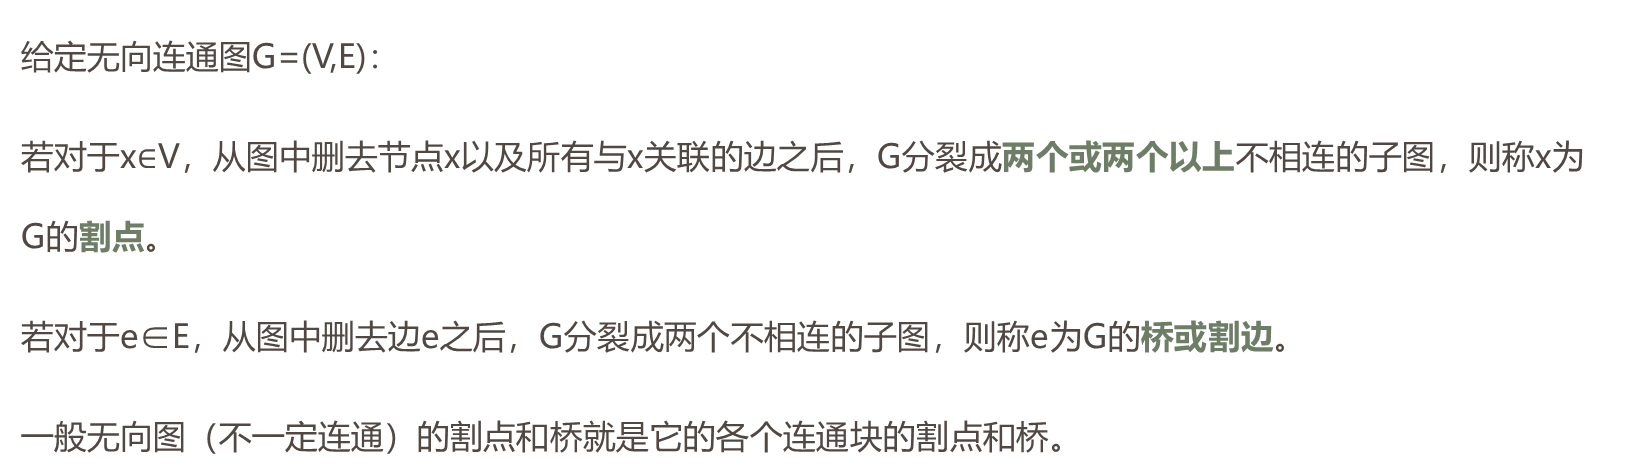 给定无向连通图G=(V,E)：
若对于x∈V，从图中删去节点x以及所有与x关联的边之后，G分裂成两个或两个以上不相连的子图，则称x为
G的割点。
若对于e∈E，从图中删去边e之后，G分裂成两个不相连的子图，则称e为G的桥或割边。
一般无向图（不一定连通）的割点和桥就是它的各个连通块的割点和桥。